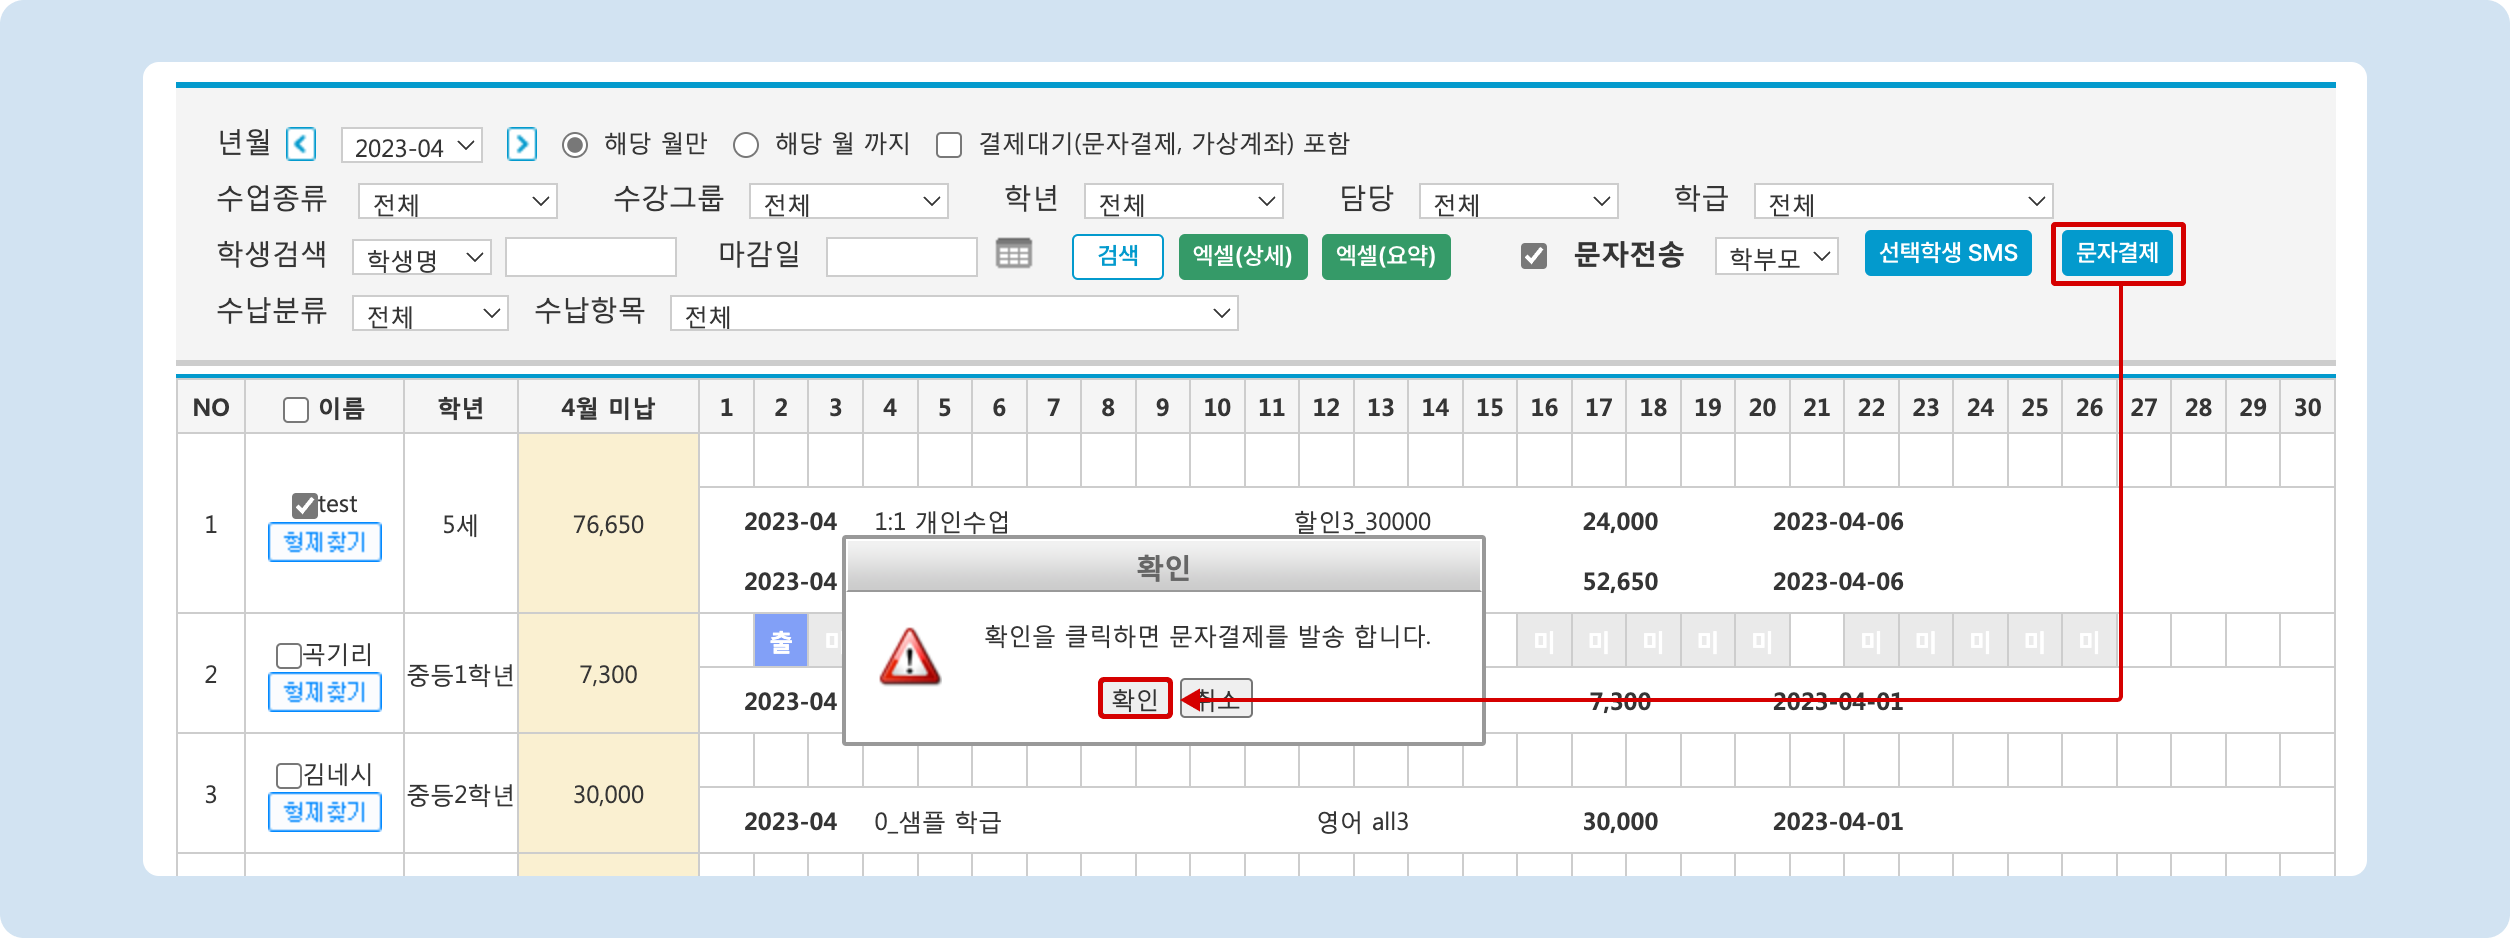 년월 2023-04 해당 월만 해당 월 까지 결제대기(문자결제, 가상계좌) 포함
수업종류 전체 수강그룹 전체 학년 전체 담당 전체 학급 전체
학생검색 학생명 마감일 검색 엑셀(상세) 엑셀(요약) 문자전송 학부모 선택학생 SMS 문자결제
수납분류 전체 수납항목 전체
NO 이름 학년 4월 미납 1 2 3 4 5 6 7 8 9 10 11 12 13 14 15 16 17 18 19 20 21 22 23 24 25 26 27 28 29 30
1 test 형제찾기 5세 76,650
2023-04 1:1 개인수업 할인3_30000 24,000 2023-04-06
2023-04 52,650 2023-04-06
확인
확인을 클릭하면 문자결제를 발송 합니다.
확인 취소
2 곡기리 형제찾기 중등1학년 7,300
출 미 미 미 미 미 미 미 미 미 미 미
2023-04 7,300 2023-04-01
3 김네시 형제찾기 중등2학년 30,000
2023-04 0_샘플 학급 영어 all3 30,000 2023-04-01